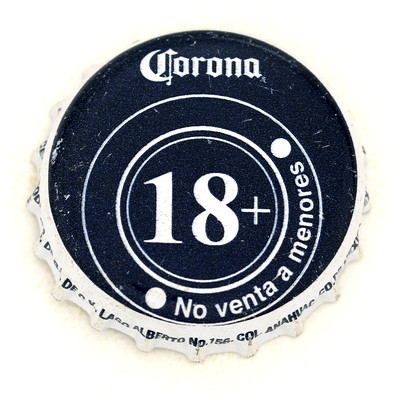 Corona
18+
No venta a menores
LAGO ALBERTO No.156. COL. ANAHUAC